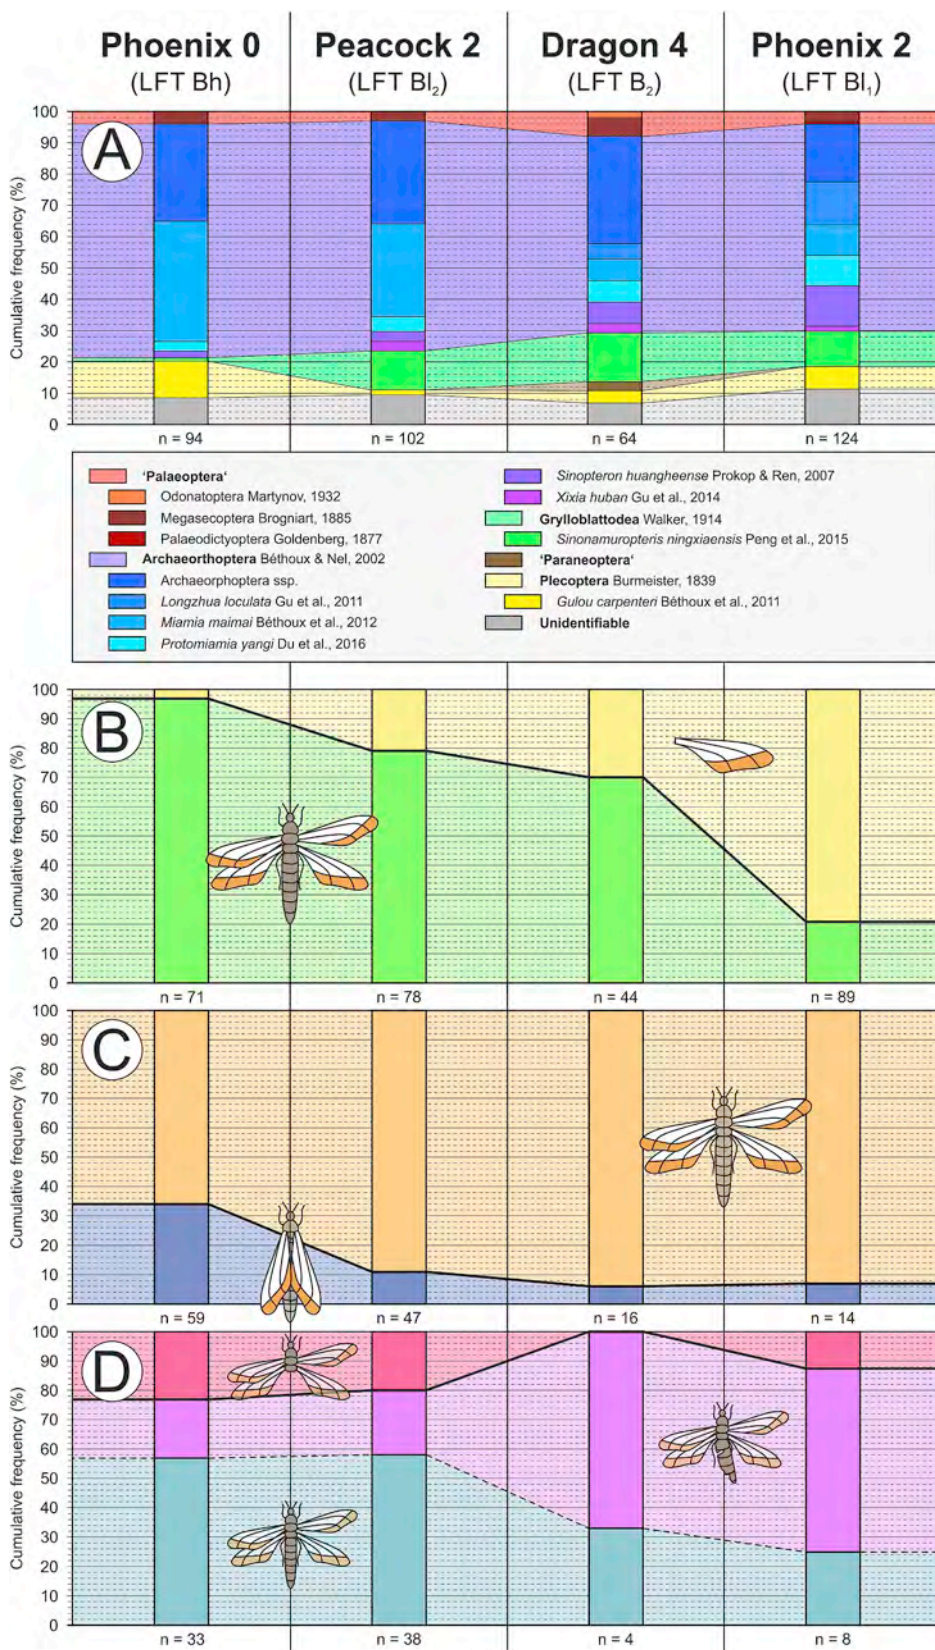 Phoenix 0 Peacock 2 Dragon 4 Phoenix 2
(LFT Bh) (LFT Bl₂) (LFT B₂) (LFT Bl₁)
A
Cumulative frequency (%)
100
90
80
70
60
50
40
30
20
10
0
n = 94 n = 102 n = 64 n = 124
'Palaeoptera'
Odonatoptera Martynov, 1932
Megasecoptera Brogniart, 1885
Palaeodictyoptera Goldenberg, 1877
Archaeorthoptera Béthoux & Nel, 2002
Archaeorphoptera ssp.
Longzhua loculata Gu et al., 2011
Miamia maimai Béthoux et al., 2012
Protomiamia yangi Du et al., 2016
Sinopteron huangheense Prokop & Ren, 2007
Xixia huban Gu et al., 2014
Grylloblattodea Walker, 1914
Sinonamuropteris ningxiaensis Peng et al., 2015
'Paraneoptera'
Plecoptera Burmeister, 1839
Gulou carpenteri Béthoux et al., 2011
Unidentifiable
B
Cumulative frequency (%)
100
90
80
70
60
50
40
30
20
10
0
n = 71 n = 78 n = 44 n = 89
C
Cumulative frequency (%)
100
90
80
70
60
50
40
30
20
10
0
n = 59 n = 47 n = 16 n = 14
D
Cumulative frequency (%)
100
90
80
70
60
50
40
30
20
10
0
n = 33 n = 38 n = 4 n = 8